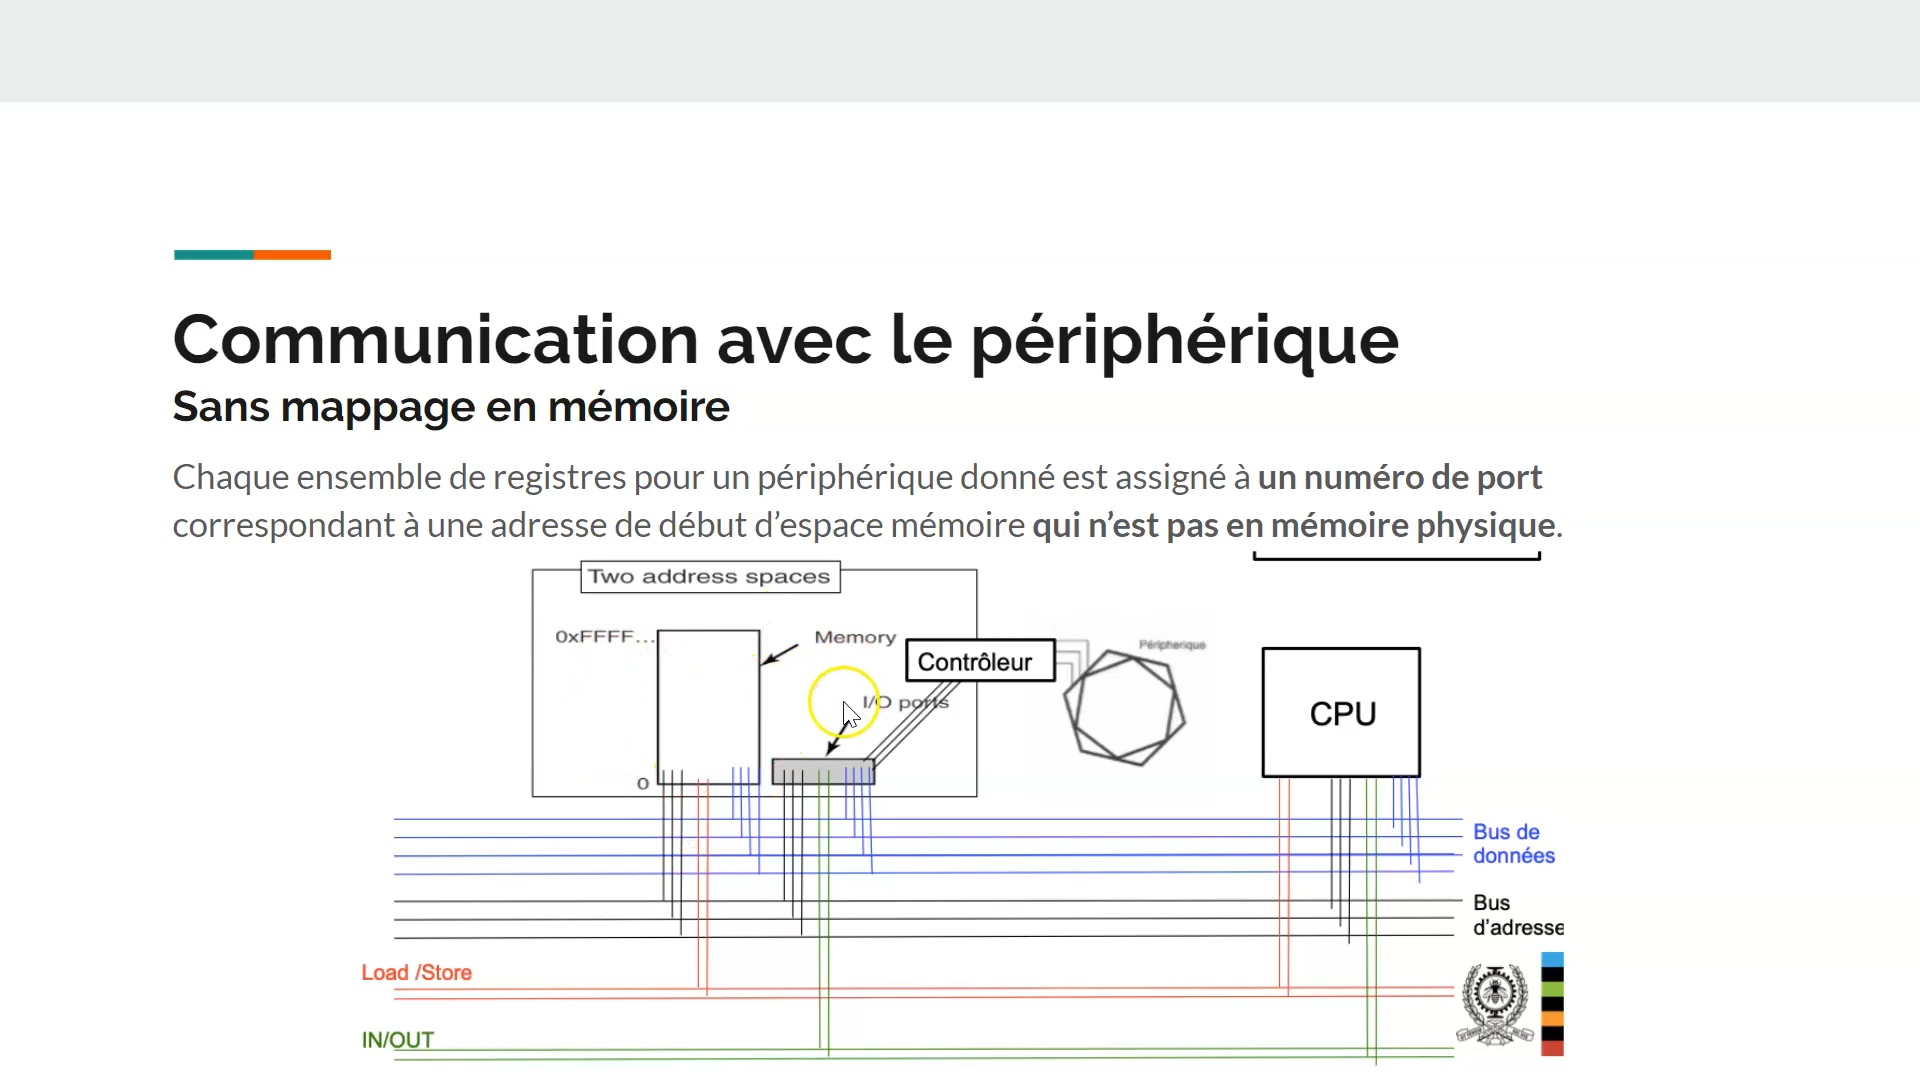 Communication avec le périphérique
Sans mappage en mémoire
Chaque ensemble de registres pour un périphérique donné est assigné à un numéro de port
correspondant à une adresse de début d’espace mémoire qui n’est pas en mémoire physique.
Two address spaces
0xFFFF...
Memory
Contrôleur
Péripherique
I/O ports
CPU
0
Bus de
données
Bus
d’adresse
Load /Store
IN/OUT